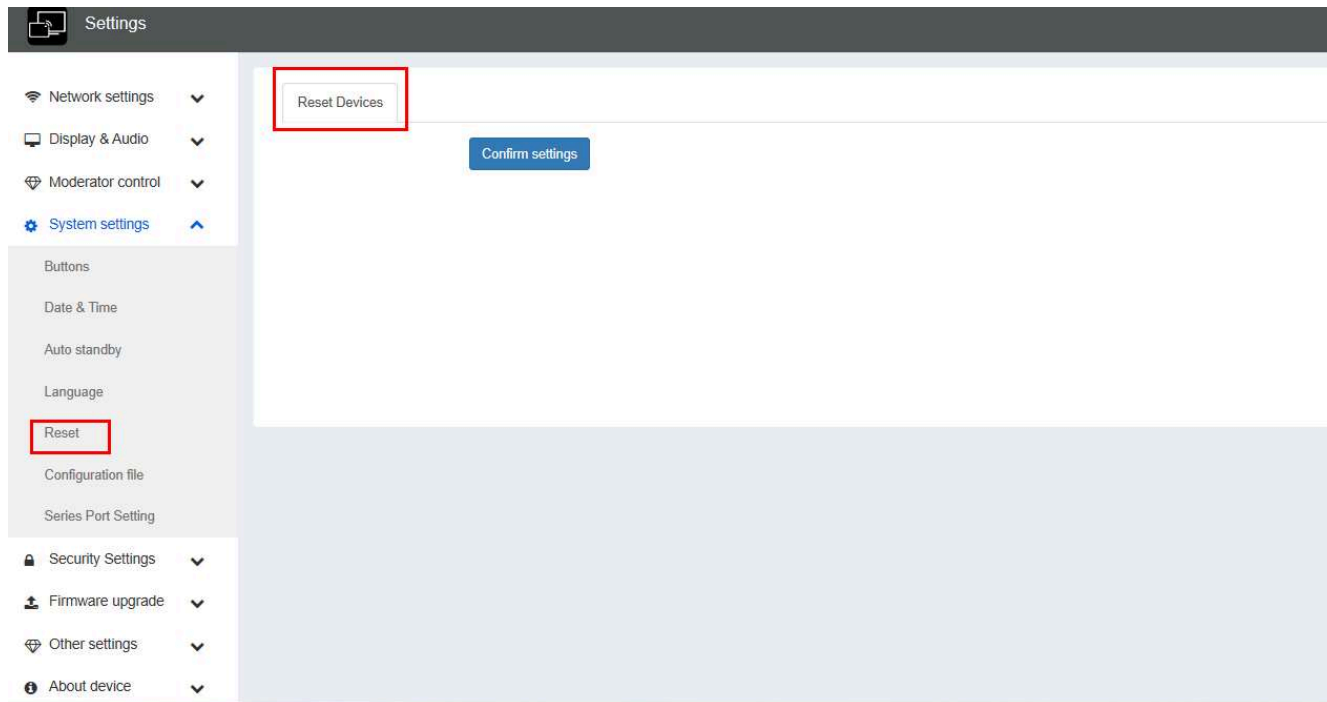 Settings
Network settings
Display & Audio
Moderator control
System settings
Buttons
Date & Time
Auto standby
Language
Reset
Configuration file
Series Port Setting
Security Settings
Firmware upgrade
Other settings
About device
Reset Devices
Confirm settings